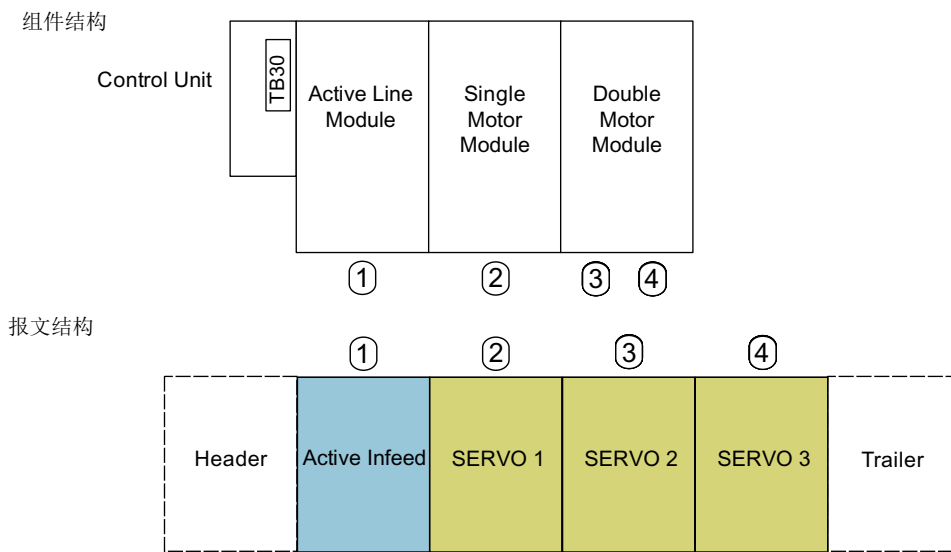 组件结构
Control Unit
TB30
Active Line
Module
Single
Motor
Module
Double
Motor
Module
1
2
3
4
报文结构
1
2
3
4
Header
Active Infeed
SERVO 1
SERVO 2
SERVO 3
Trailer